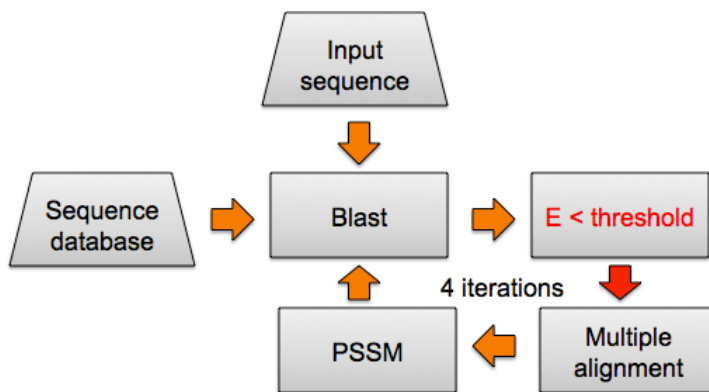 Input
sequence
Sequence
database
Blast
E < threshold
4 iterations
PSSM
Multiple
alignment